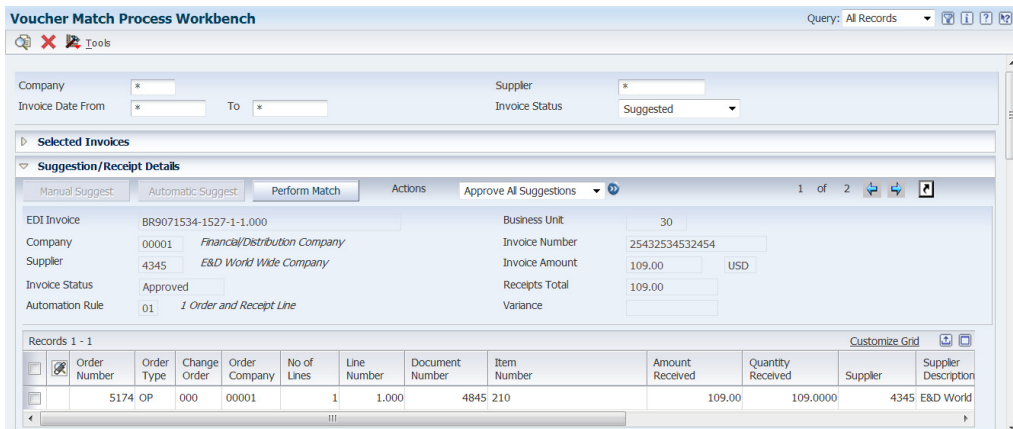 Voucher Match Process Workbench Query: All Records
Tools
Company * Supplier *
Invoice Date From * To * Invoice Status Suggested
Selected Invoices
Suggestion/Receipt Details
Manual Suggest Automatic Suggest Perform Match Actions Approve All Suggestions 1 of 2
EDI Invoice BR9071534-1527-1-1.000 Business Unit 30
Company 00001 Financial/Distribution Company Invoice Number 25432534532454
Supplier 4345 E&D World Wide Company Invoice Amount 109.00 USD
Invoice Status Approved Receipts Total 109.00
Automation Rule 01 1 Order and Receipt Line Variance
Records 1 - 1 Customize Grid
Order Number Order Type Change Order Order Company No of Lines Line Number Document Number Item Number Amount Received Quantity Received Supplier Supplier Description
5174 OP 000 00001 1 1.000 4845 210 109.00 109.0000 4345 E&D World